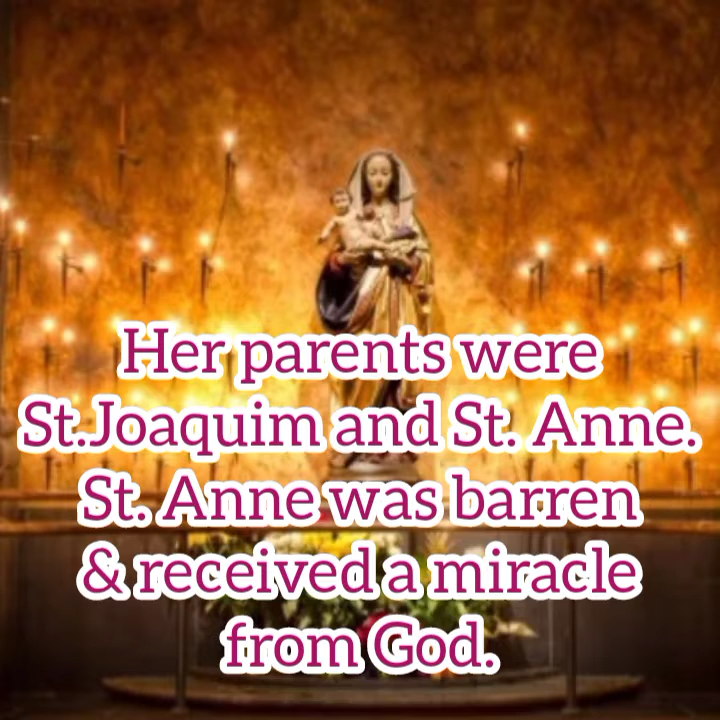 Her parents were
St.Joaquim and St. Anne.
St. Anne was barren
& received a miracle
from God.